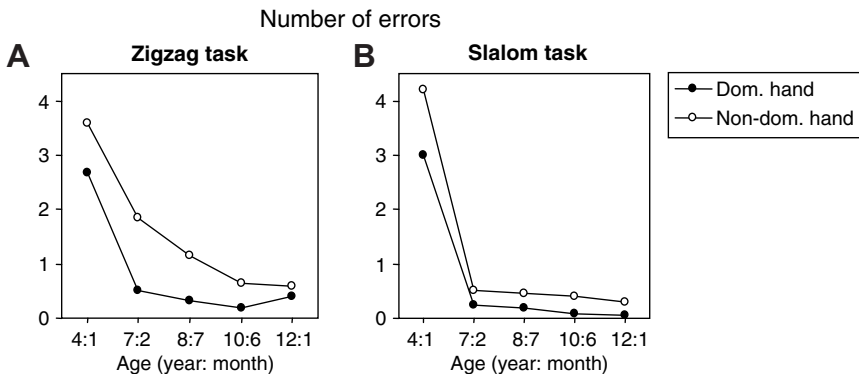 Number of errors
A
Zigzag task
4
3
2
1
0
4:1 7:2 8:7 10:6 12:1
Age (year: month)
B
Slalom task
4
3
2
1
0
4:1 7:2 8:7 10:6 12:1
Age (year: month)
Dom. hand
Non-dom. hand